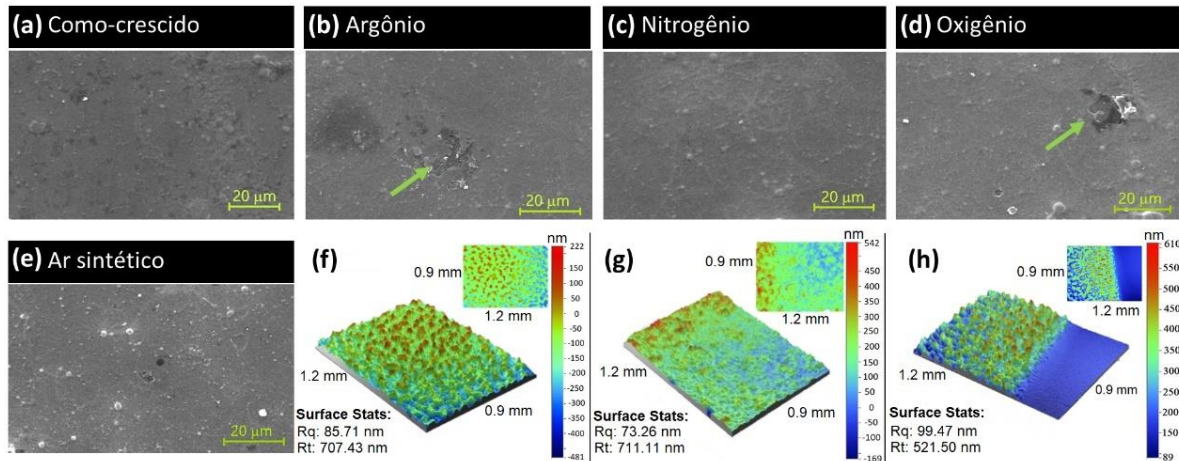 (a) Como-crescido
(b) Argônio
(c) Nitrogênio
(d) Oxigênio
20 µm
20 µm
20 µm
20 µm
(e) Ar sintético
20 µm
(f)
0.9 mm
1.2 mm
nm
222
100
50
0
-50
-100
-150
-200
-250
-300
-350
-481
1.2 mm
0.9 mm
Surface Stats:
Rq: 85.71 nm
Rt: 707.43 nm
(g)
0.9 mm
1.2 mm
nm
542
450
400
350
300
250
200
150
100
50
0
-50
-100
-169
1.2 mm
0.9 mm
Surface Stats:
Rq: 73.26 nm
Rt: 711.11 nm
(h)
0.9 mm
1.2 mm
nm
610
550
500
450
400
350
300
250
200
150
89
1.2 mm
0.9 mm
Surface Stats:
Rq: 99.47 nm
Rt: 521.50 nm